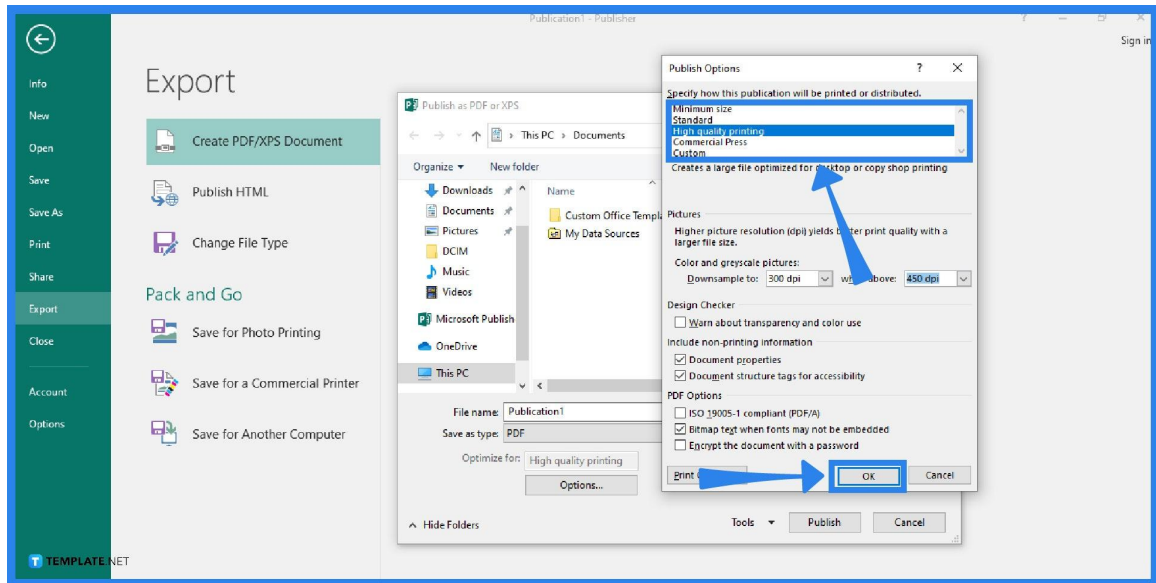 Publication1 - Publisher
?
Sign in
Info
New
Open
Save
Save As
Print
Share
Export
Close
Account
Options
Export
Create PDF/XPS Document
Publish HTML
Change File Type
Pack and Go
Save for Photo Printing
Save for a Commercial Printer
Save for Another Computer
Publish as PDF or XPS
This PC > Documents
Organize
New folder
Downloads
Documents
Pictures
DCIM
Music
Videos
Microsoft Publish
OneDrive
This PC
Name
Custom Office Templa
My Data Sources
File name: Publication1
Save as type: PDF
Optimize for: High quality printing
Options...
Hide Folders
Tools
Publish
Cancel
Publish Options
?
Specify how this publication will be printed or distributed.
Minimum size
Standard
High quality printing
Commercial Press
Custom
Creates a large file optimized for desktop or copy shop printing
Pictures
Higher picture resolution (dpi) yields better print quality with a
larger file size.
Color and greyscale pictures:
Downsample to: 300 dpi when above: 450 dpi
Design Checker
Warn about transparency and color use
Include non-printing information
Document properties
Document structure tags for accessibility
PDF Options
ISO 19005-1 compliant (PDF/A)
Bitmap text when fonts may not be embedded
Encrypt the document with a password
Print
OK
Cancel
T TEMPLATE.NET